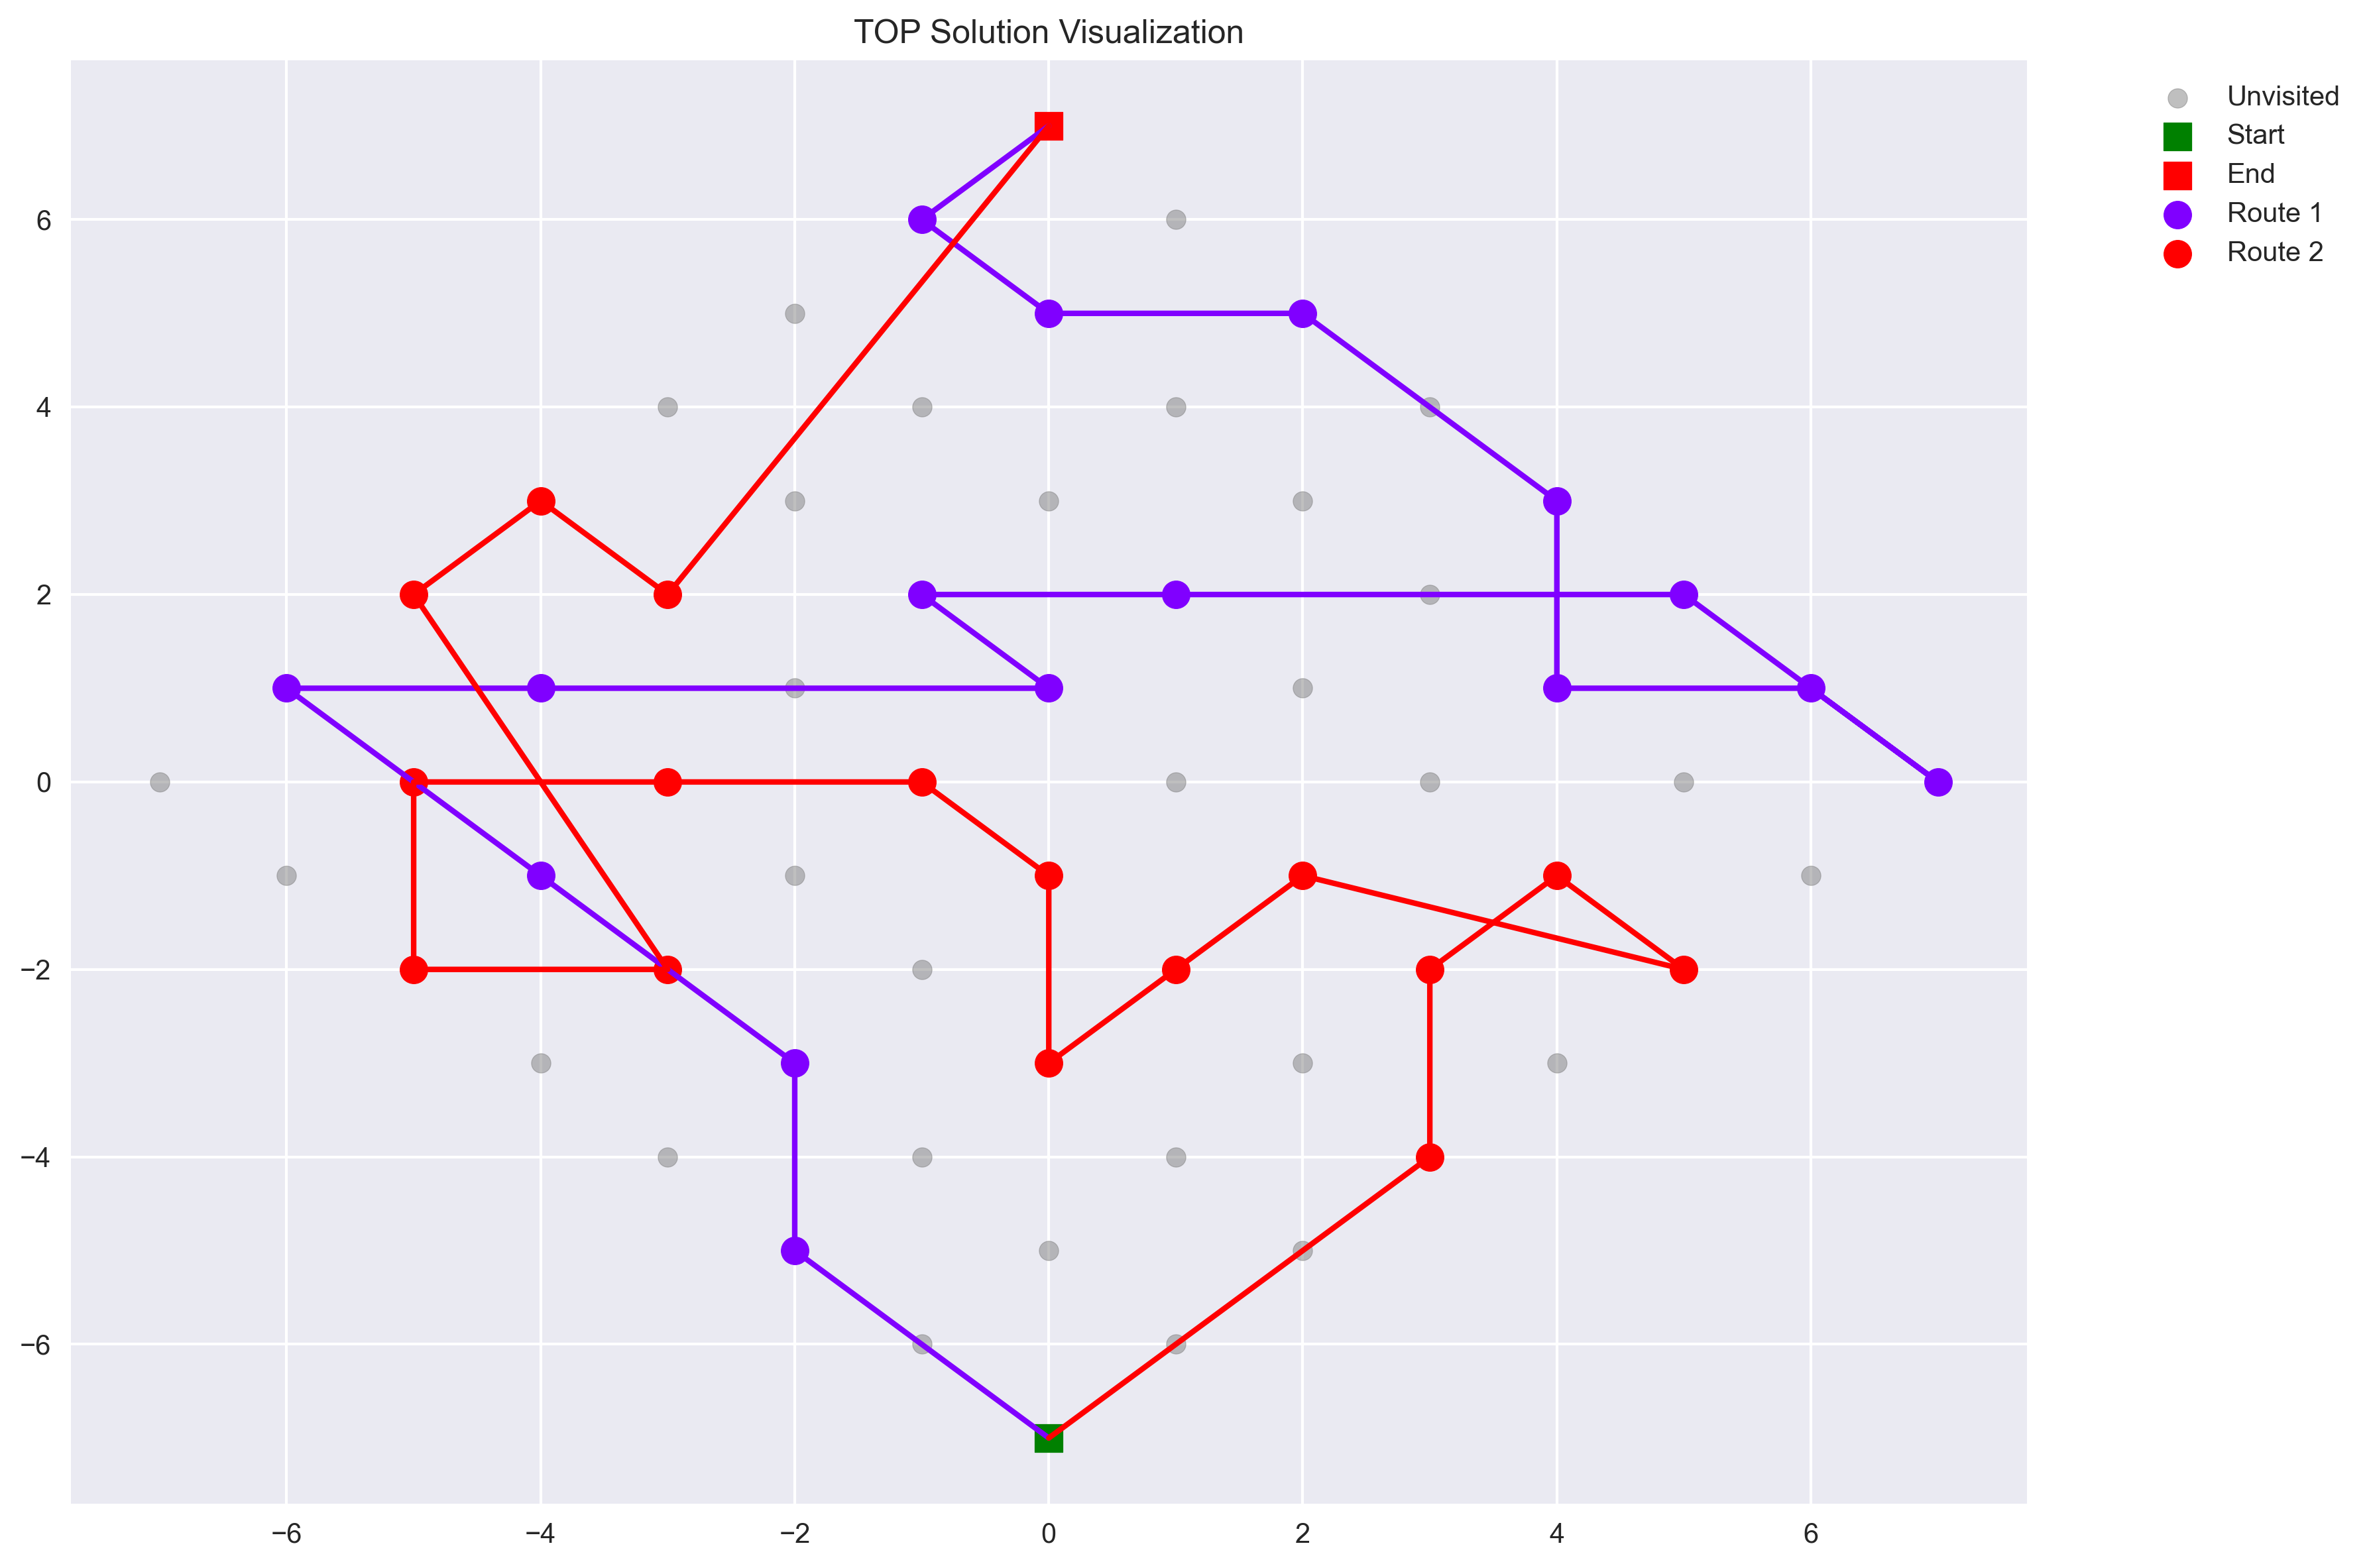 TOP Solution Visualization
Unvisited
Start
End
Route 1
Route 2
6
4
2
0
−2
−4
−6
−6 −4 −2 0 2 4 6